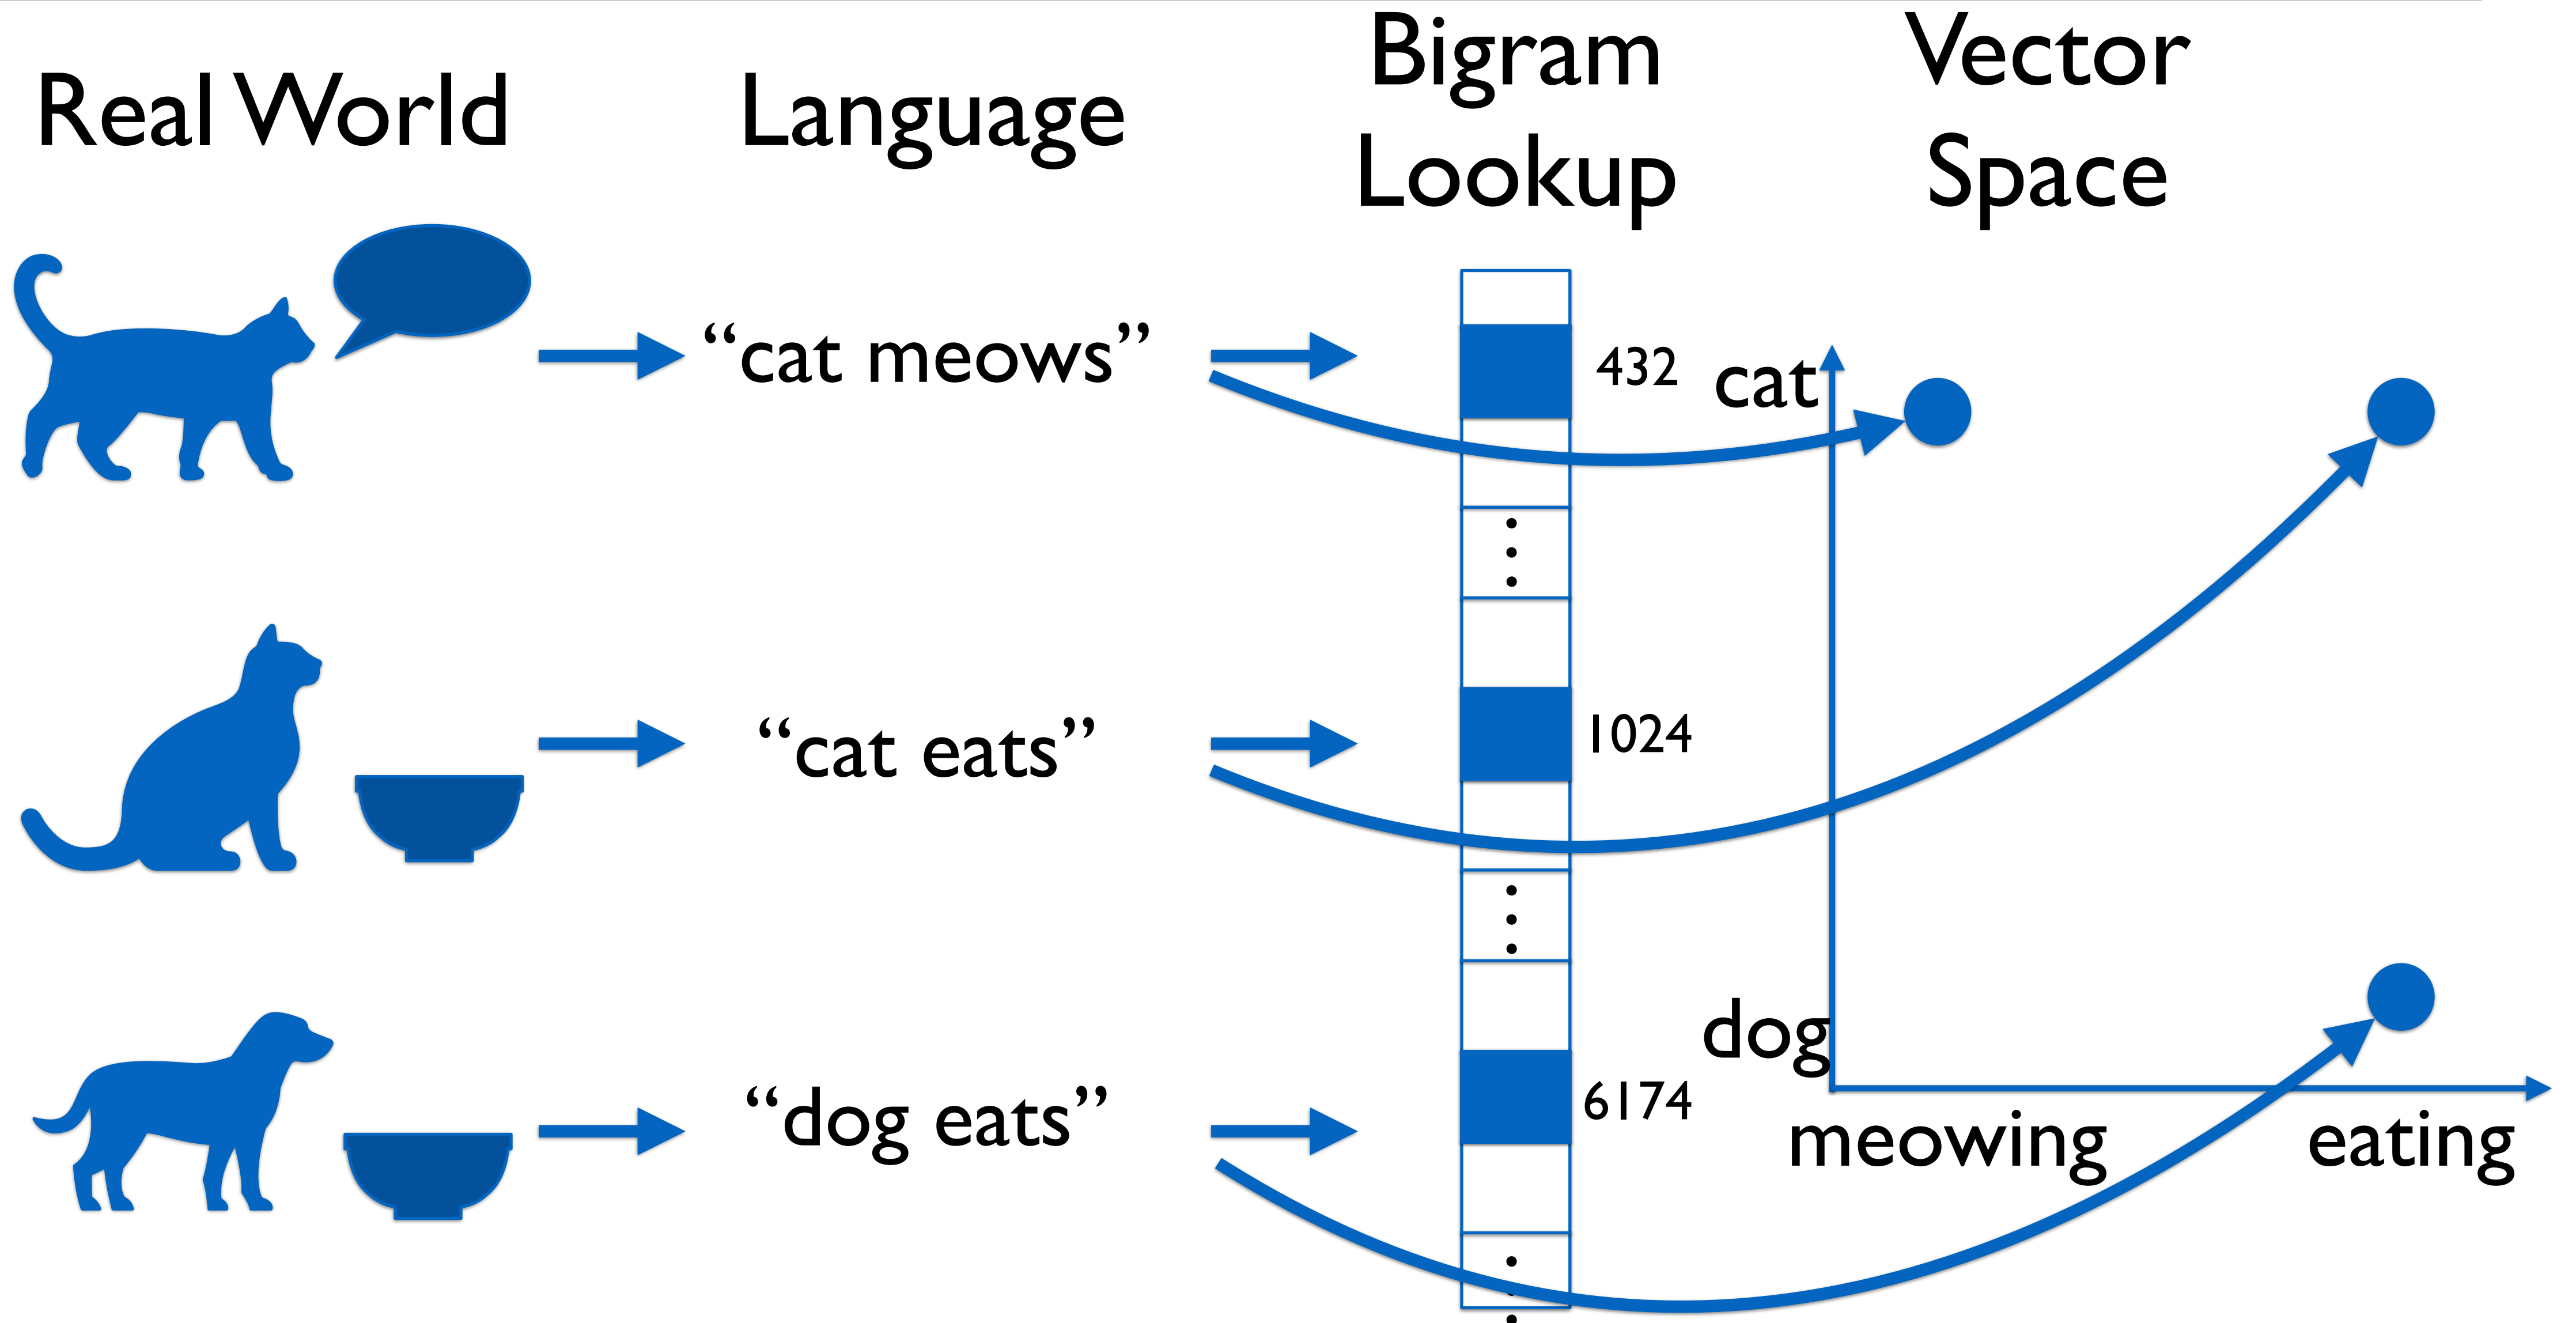 Real World
Language
Bigram
Lookup
Vector
Space
“cat meows”
432
cat
“cat eats”
1024
dog
“dog eats”
6174
meowing
eating